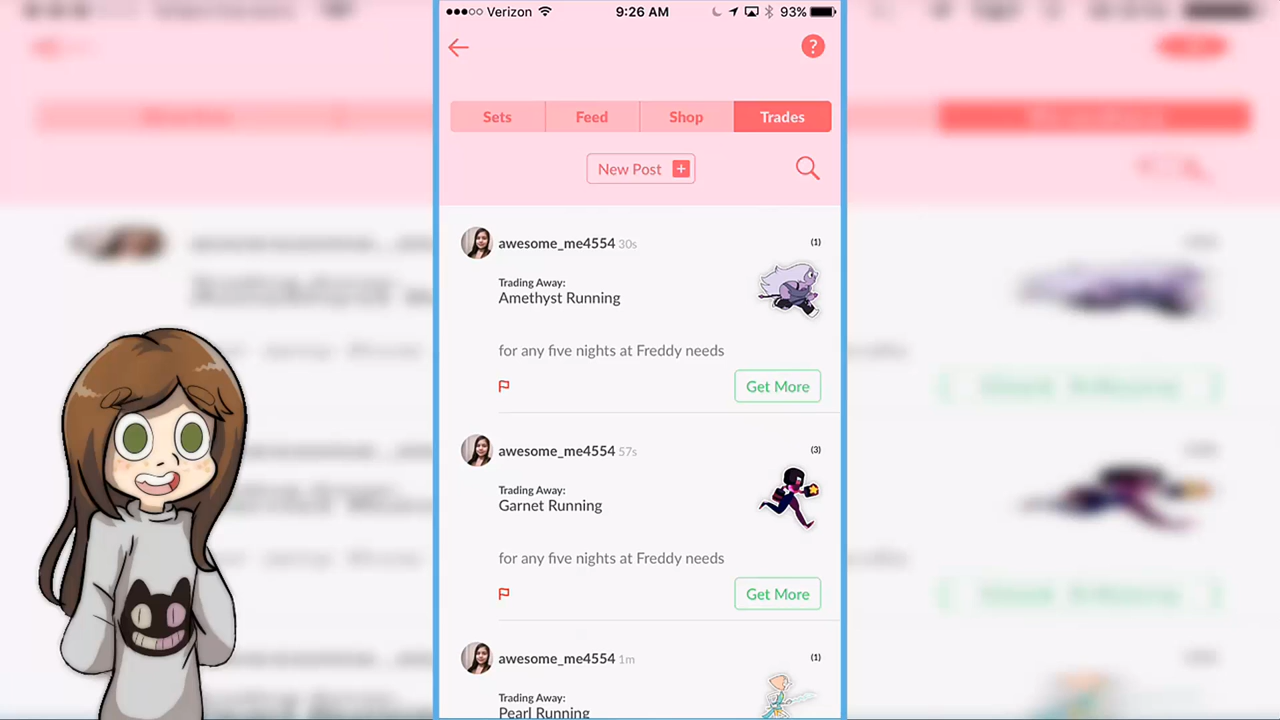 Verizon 9:26 AM 93%
?
Sets Feed Shop Trades
New Post +
awesome_me4554 30s (1)
Trading Away:
Amethyst Running
for any five nights at Freddy needs
Get More
awesome_me4554 57s (3)
Trading Away:
Garnet Running
for any five nights at Freddy needs
Get More
awesome_me4554 1m (1)
Trading Away:
Pearl Running